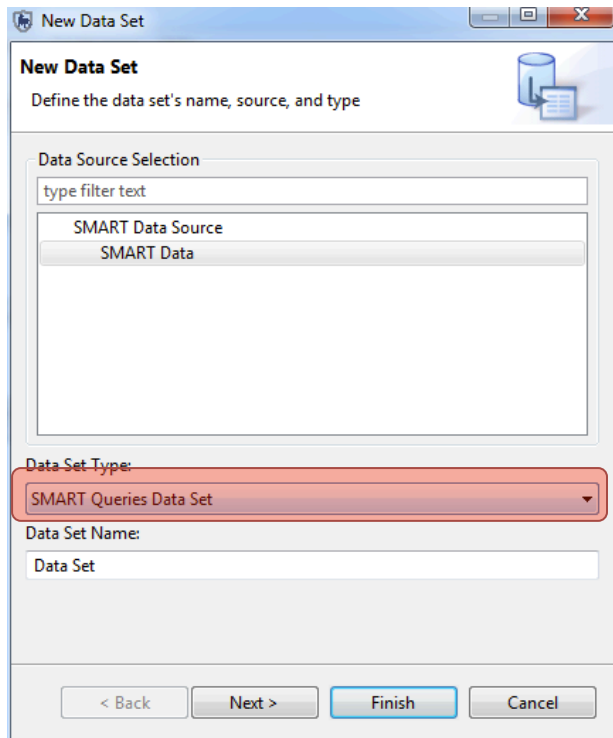 New Data Set
New Data Set
Define the data set's name, source, and type
Data Source Selection
type filter text
SMART Data Source
SMART Data
Data Set Type:
SMART Queries Data Set
Data Set Name:
Data Set
< Back Next > Finish Cancel